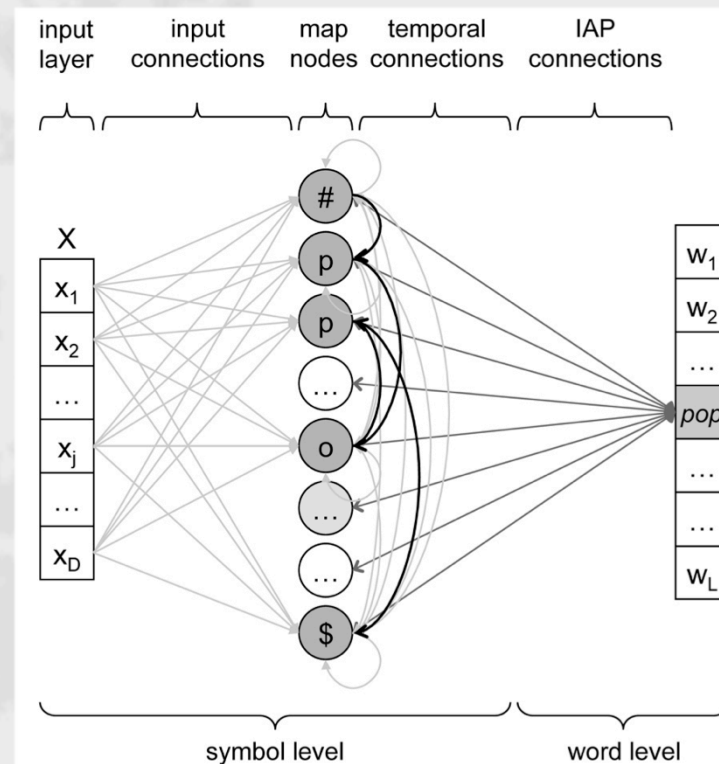 input layer
input connections
map nodes
temporal connections
IAP connections
X
x1
x2
...
xj
...
xD
#
p
p
...
o
...
...
$
w1
w2
...
pop
...
...
wL
symbol level
word level